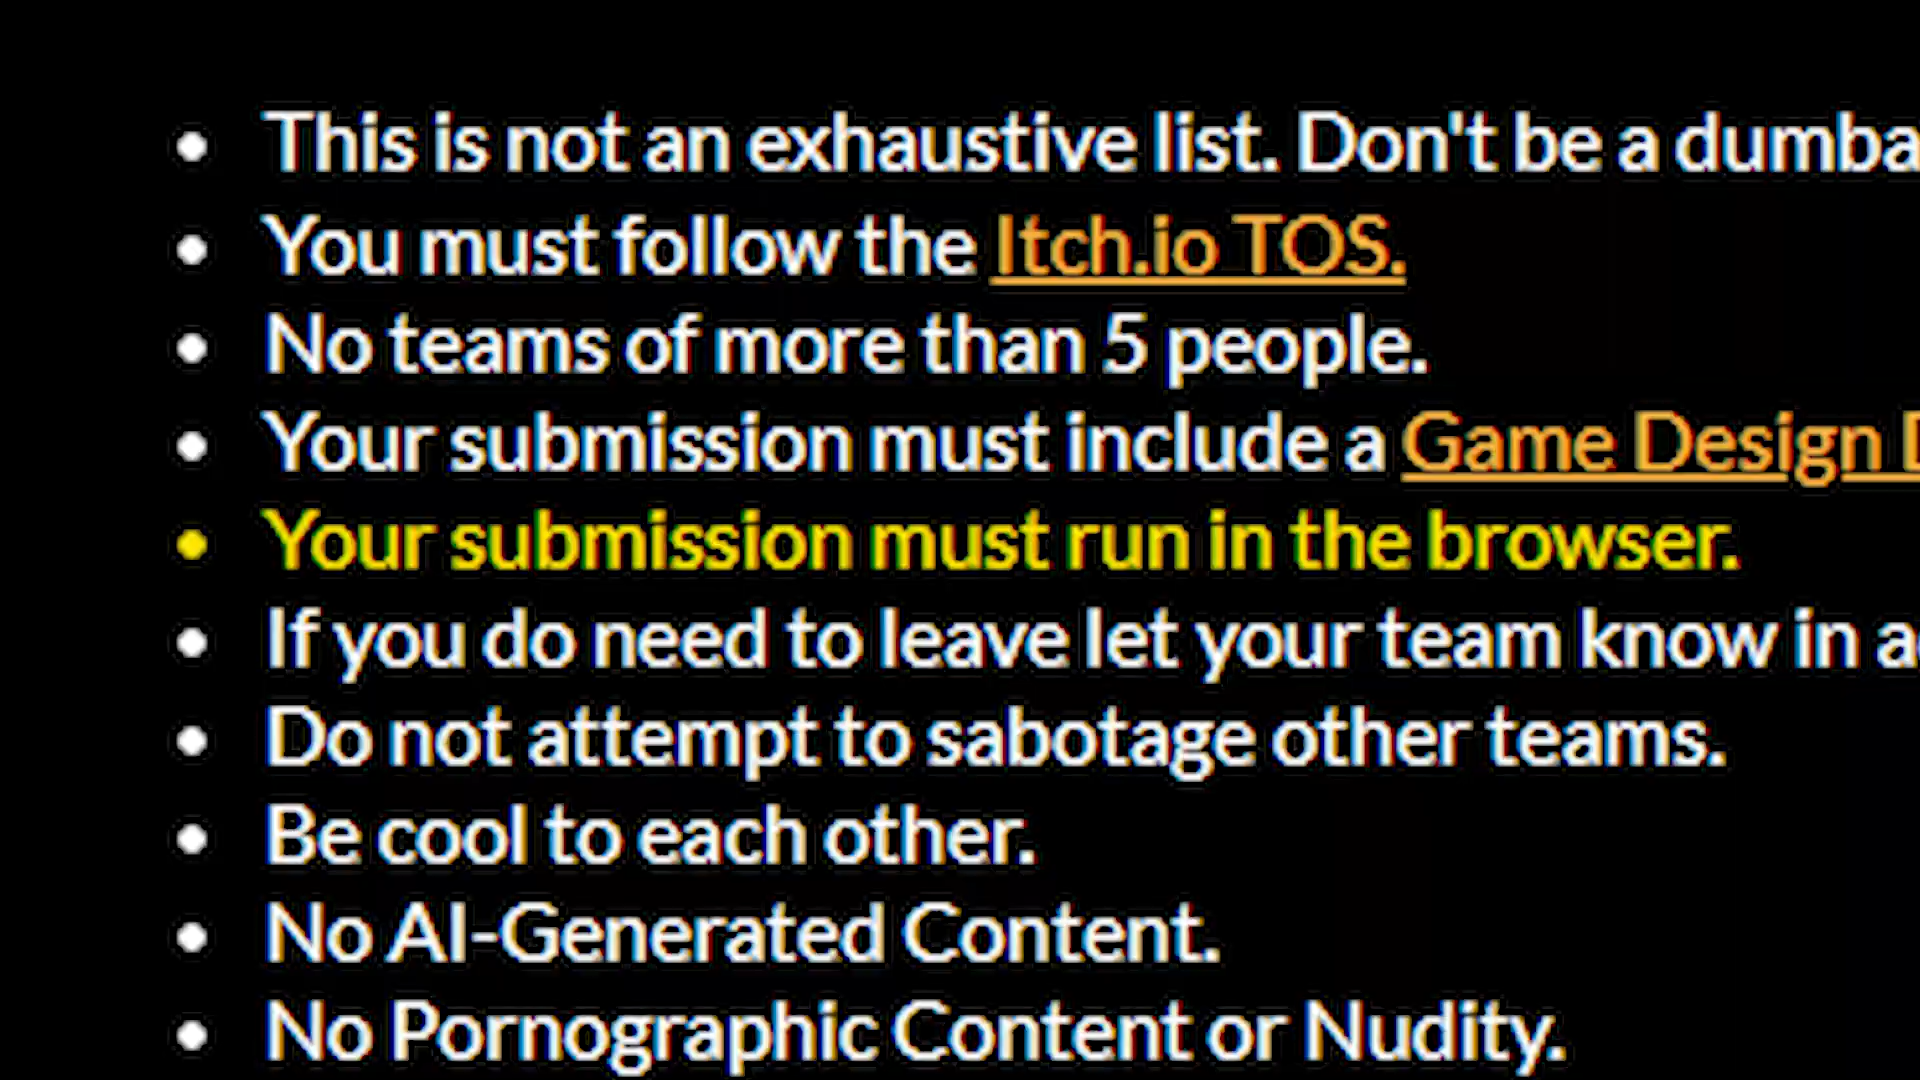 • This is not an exhaustive list. Don't be a dumba
• You must follow the Itch.io TOS.
• No teams of more than 5 people.
• Your submission must include a Game Design
• Your submission must run in the browser.
• If you do need to leave let your team know in
• Do not attempt to sabotage other teams.
• Be cool to each other.
• No AI-Generated Content.
• No Pornographic Content or Nudity.